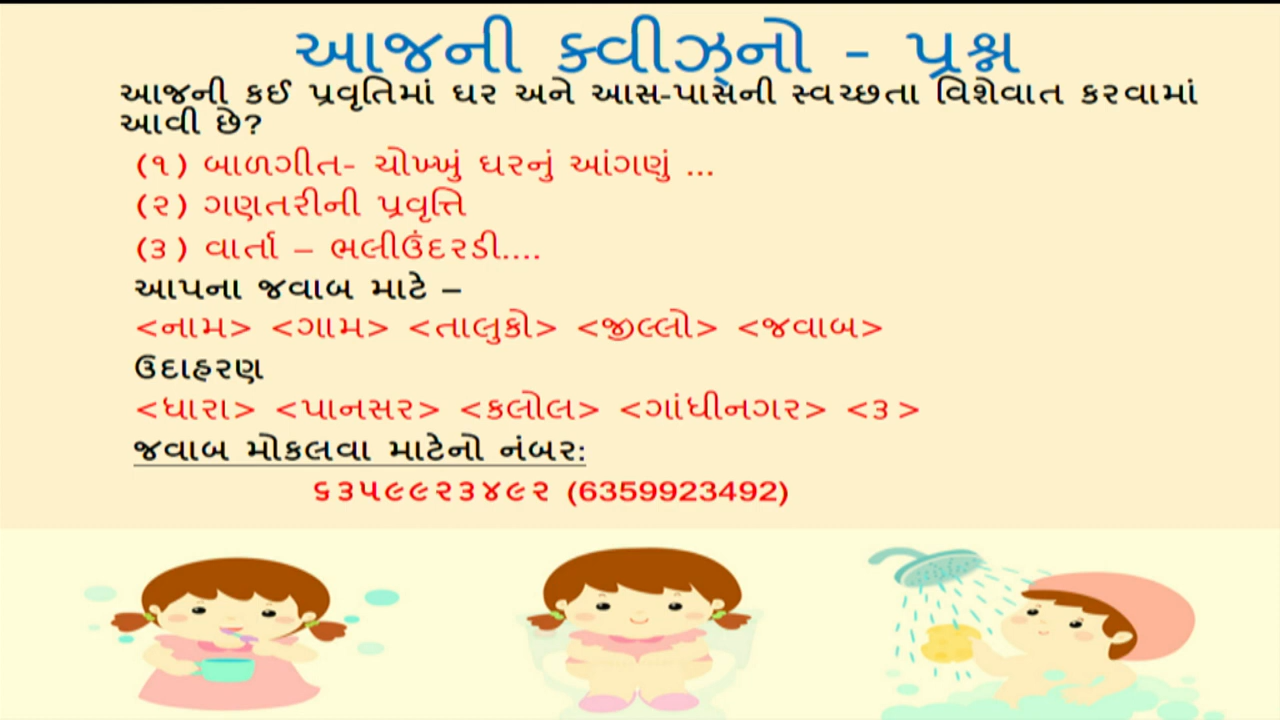 આજની ક્વીઝ્નો - પ્રશ્ન
આજની કઈ પ્રવૃતિમાં ઘર અને આસ-પાસની સ્વચ્છતા વિશેવાત કરવામાં
આવી છે?
(૧) બાળગીત- ચોખ્ખું ઘરનું આંગણું ...
(૨) ગણતરીની પ્રવૃત્તિ
(૩) વાર્તા – ભલીઉંદરડી....
આપના જવાબ માટે –
<નામ> <ગામ> <તાલુકો> <જીલ્લો> <જવાબ>
ઉદાહરણ
<ધારા> <પાનસર> <કલોલ> <ગાંધીનગર> <૩>
જવાબ મોકલવા માટેનો નંબર:
૬૩૫૯૯૨૩૪૯૨ (6359923492)